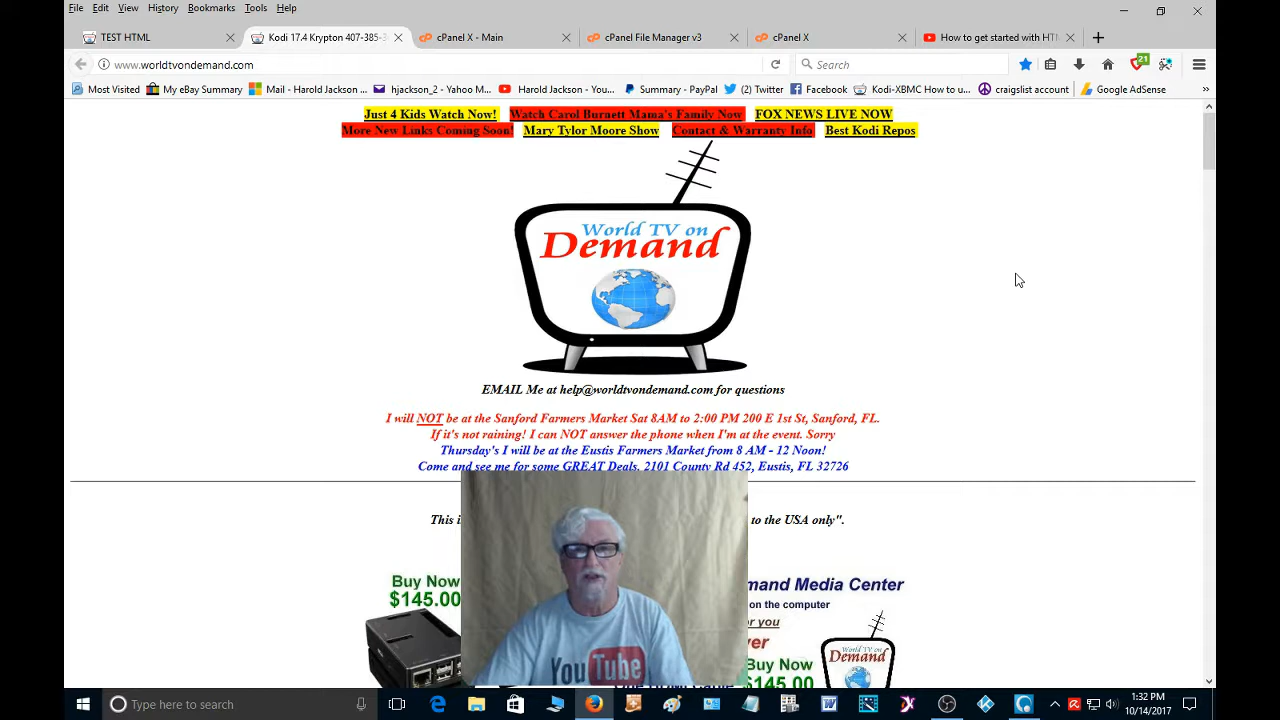 File Edit View History Bookmarks Tools Help
TEST HTML Kodi 17.4 Krypton 407-385-3 cPanel X - Main cPanel File Manager v3 cPanel X How to get started with HTM
www.worldtvondemand.com Search 21
Most Visited My eBay Summary Mail - Harold Jackson ... hjackson_2 - Yahoo M... Harold Jackson - You... Summary - PayPal (2) Twitter Facebook Kodi-XBMC How to u... craigslist account Google AdSense »
Just 4 Kids Watch Now! Watch Carol Burnett Mama's Family Now FOX NEWS LIVE NOW
More New Links Coming Soon! Mary Tylor Moore Show Contact & Warranty Info Best Kodi Repos
World TV on
Demand
EMAIL Me at help@worldtvondemand.com for questions
I will NOT be at the Sanford Farmers Market Sat 8AM to 2:00 PM 200 E 1st St, Sanford, FL.
If it's not raining! I can NOT answer the phone when I'm at the event. Sorry
Thursday's I will be at the Eustis Farmers Market from 8 AM - 12 Noon!
Come and see me for some GREAT Deals. 2101 County Rd 452, Eustis, FL 32726
This i to the USA only".
Buy Now
$145.00
mand Media Center
on the computer
or you
ver
Buy Now
$145.00
World TV on
Demand
You Tube
Type here to search
1:32 PM
10/14/2017